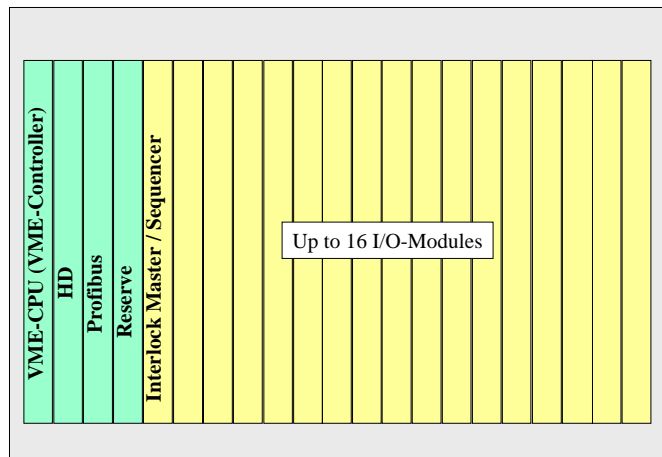 VME-CPU (VME-Controller)
HD
Profibus
Reserve
Interlock Master / Sequencer
Up to 16 I/O-Modules